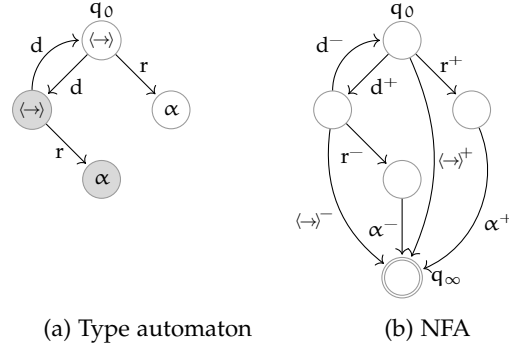 q₀ q₀
d ⟨→⟩ d r
⟨→⟩ α
r
α
d⁻ d⁺ r⁺
r⁻ ⟨→⟩⁺
⟨→⟩⁻ α⁻ α⁺
q∞
(a) Type automaton (b) NFA